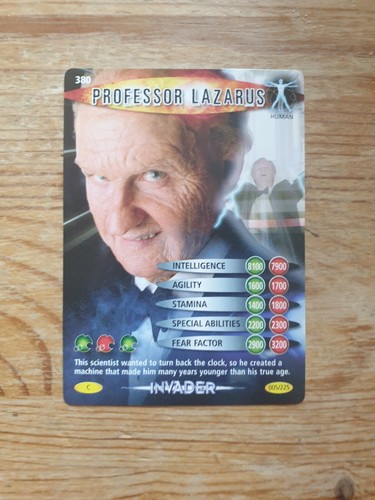 380
PROFESSOR LAZARUS
HUMAN
INTELLIGENCE 8100 7900
AGILITY 1600 1700
STAMINA 1400 1800
SPECIAL ABILITIES 2200 2300
FEAR FACTOR 2900 3200
This scientist wanted to turn back the clock, so he created a
machine that made him many years younger than his true age.
C INVADER 005/225